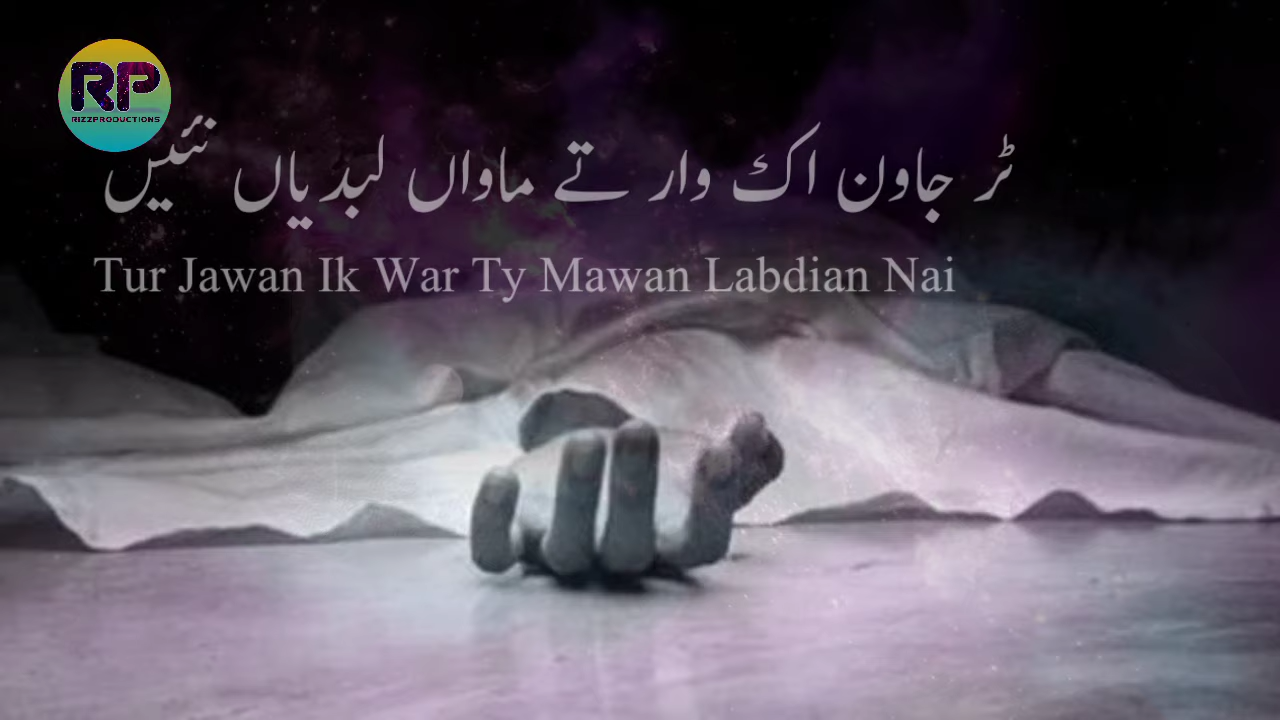 RP
RIZZPRODUCTIONS
ٹر جاون اک وار تے ماواں لبدیاں نئیں
Tur Jawan Ik War Ty Mawan Labdian Nai